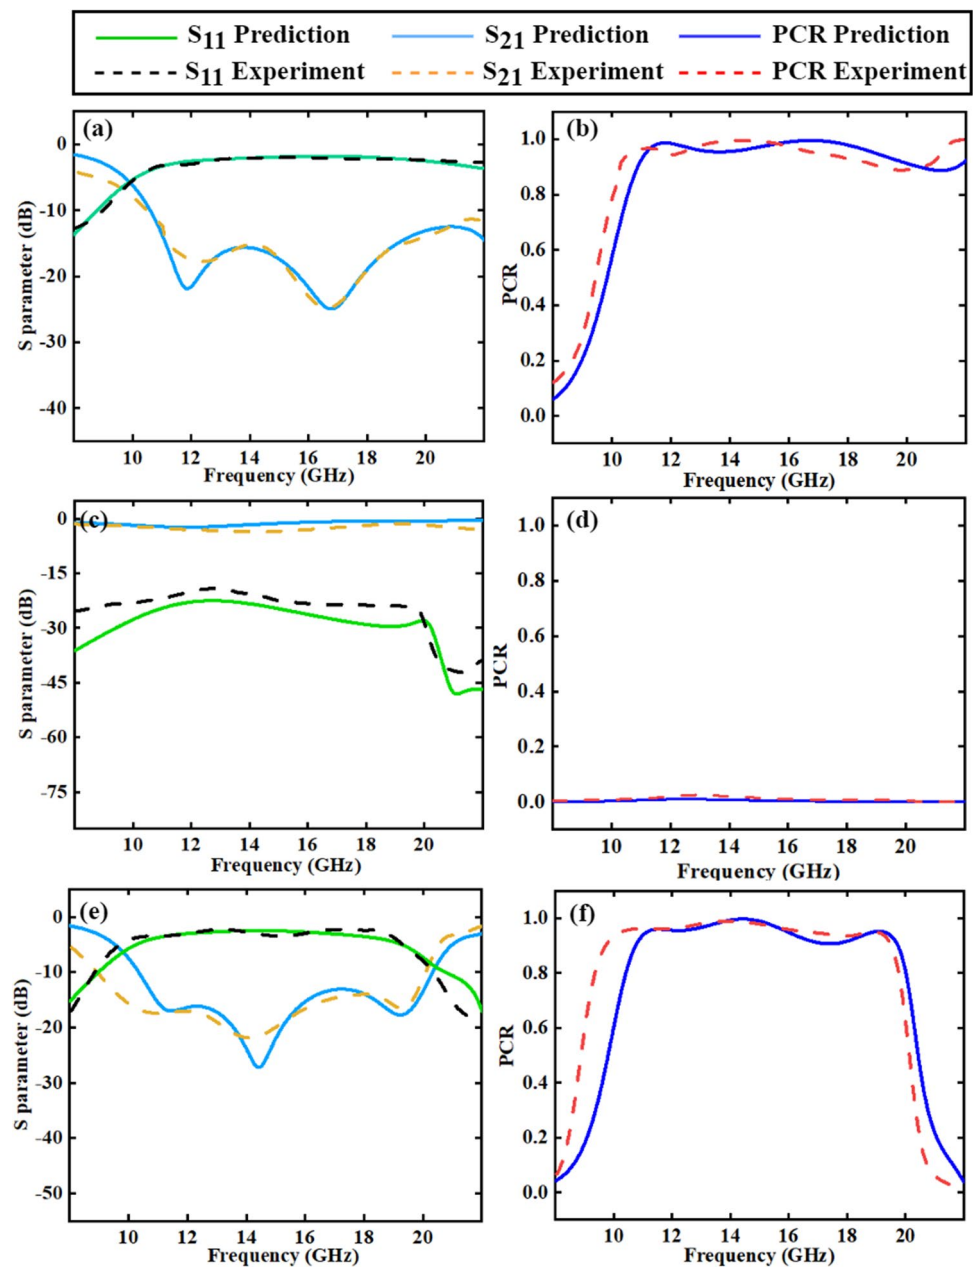 S11 Prediction S21 Prediction PCR Prediction
S11 Experiment S21 Experiment PCR Experiment
(a)
0
-10
-20
-30
-40
S parameter (dB)
10 12 14 16 18 20
Frequency (GHz)
(b)
1.0
0.8
0.6
0.4
0.2
0.0
PCR
10 12 14 16 18 20
Frequency (GHz)
(c)
0
-15
-30
-45
-60
-75
S parameter (dB)
10 12 14 16 18 20
Frequency (GHz)
(d)
1.0
0.8
0.6
0.4
0.2
0.0
PCR
10 12 14 16 18 20
Frequency (GHz)
(e)
0
-10
-20
-30
-40
-50
S parameter (dB)
10 12 14 16 18 20
Frequency (GHz)
(f)
1.0
0.8
0.6
0.4
0.2
0.0
PCR
10 12 14 16 18 20
Frequency (GHz)